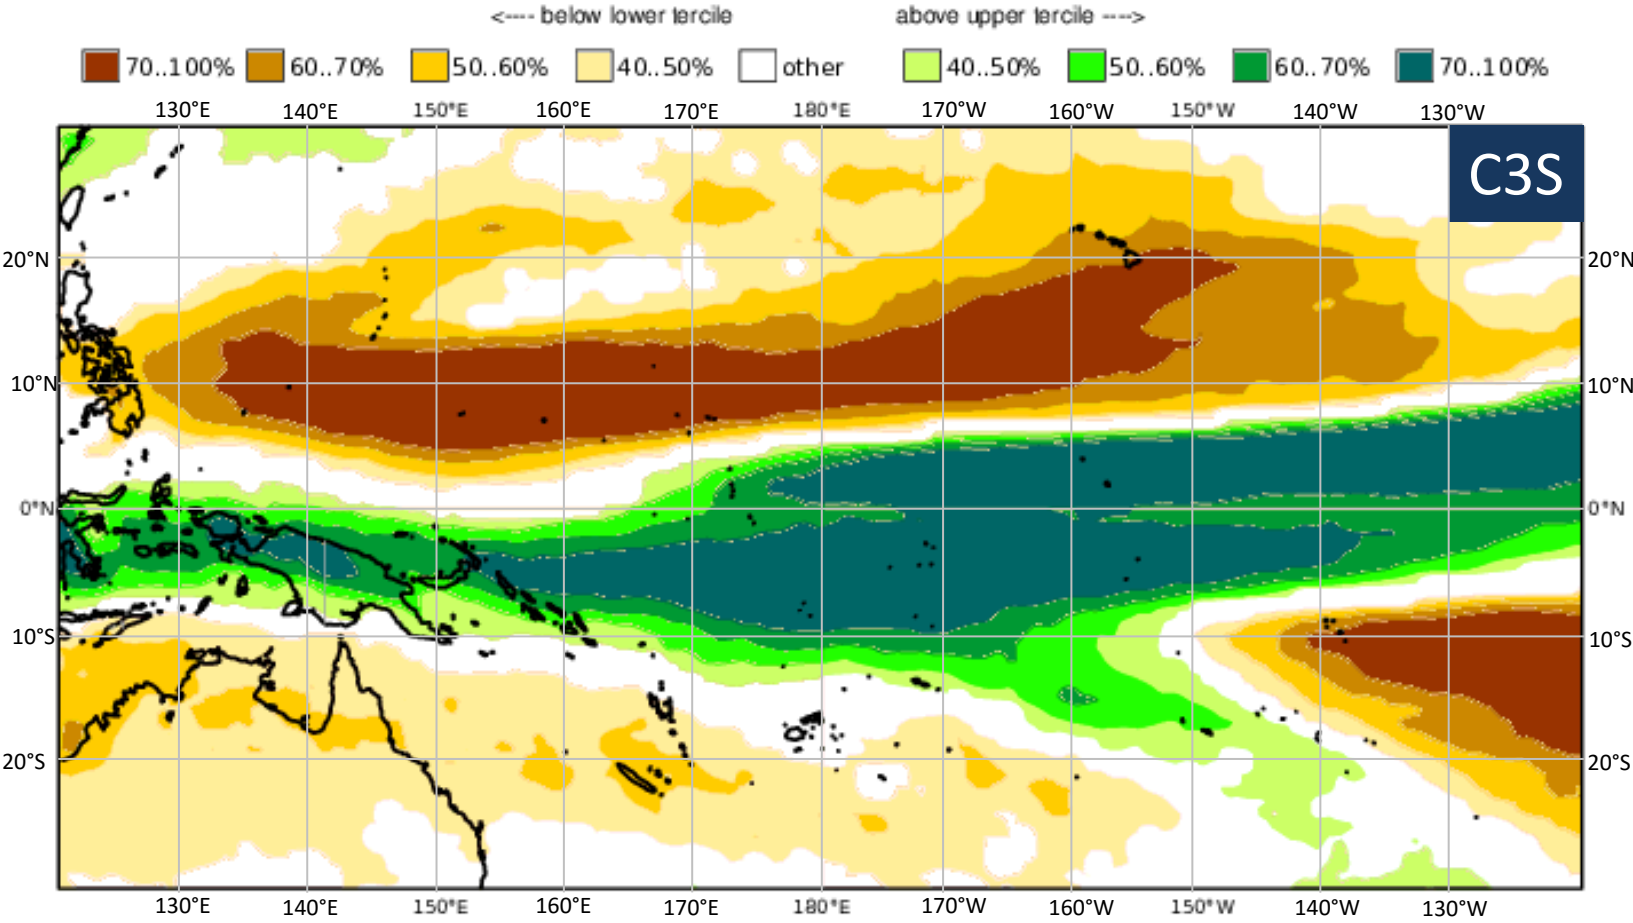 <---- below lower tercile above upper tercile ---->
70..100% 60..70% 50..60% 40..50% other 40..50% 50..60% 60..70% 70..100%
130°E 140°E 150°E 160°E 170°E 180°E 170°W 160°W 150°W 140°W 130°W
C3S
20°N 20°N
10°N 10°N
0°N 0°N
10°S 10°S
20°S 20°S
130°E 140°E 150°E 160°E 170°E 180°E 170°W 160°W 150°W 140°W 130°W